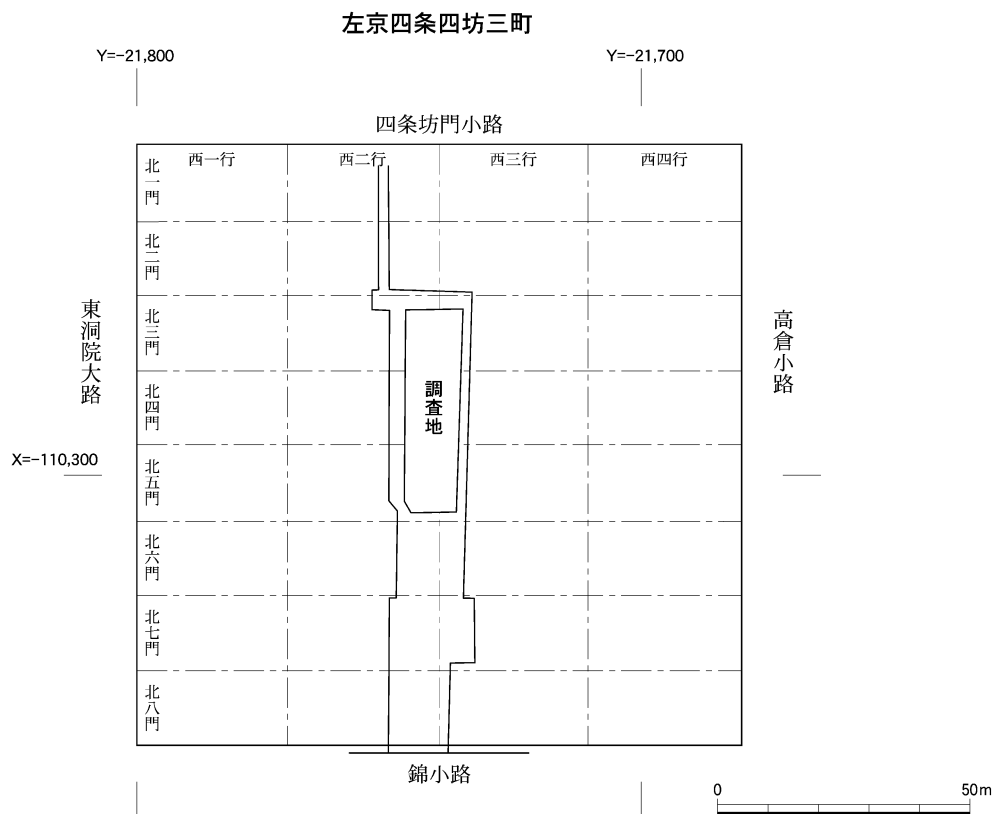 左京四条四坊三町
Y=-21,800
Y=-21,700
四条坊門小路
西一行
西二行
西三行
西四行
北一門
北二門
北三門
北四門
北五門
北六門
北七門
北八門
東洞院大路
高倉小路
調査地
X=-110,300
錦小路
0
50m